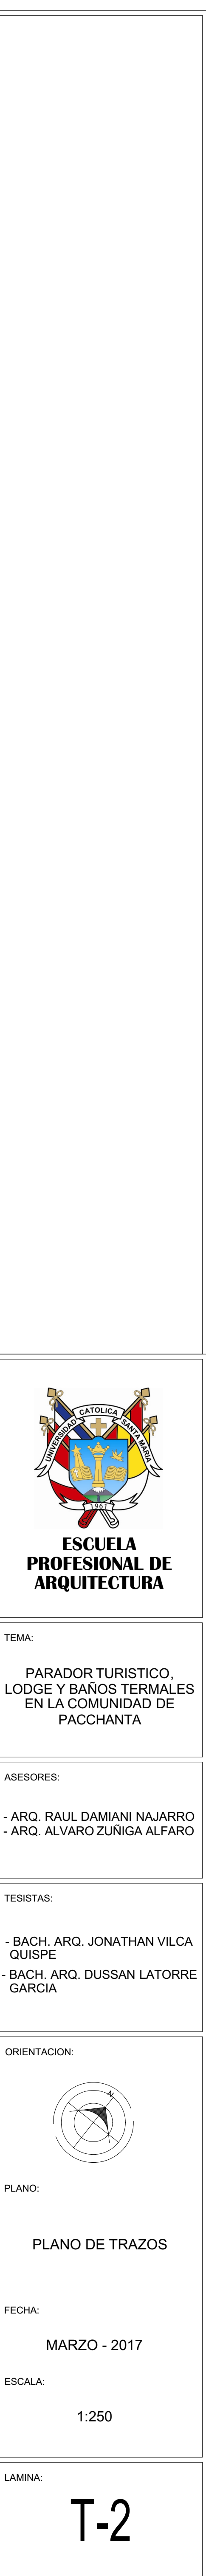 UNIVERSIDAD CATOLICA SANTA MARIA
1961
ESCUELA
PROFESIONAL DE
ARQUITECTURA
TEMA:
PARADOR TURISTICO,
LODGE Y BAÑOS TERMALES
EN LA COMUNIDAD DE
PACCHANTA
ASESORES:
- ARQ. RAUL DAMIANI NAJARRO
- ARQ. ALVARO ZUÑIGA ALFARO
TESISTAS:
- BACH. ARQ. JONATHAN VILCA
QUISPE
- BACH. ARQ. DUSSAN LATORRE
GARCIA
ORIENTACION:
N
PLANO:
PLANO DE TRAZOS
FECHA:
MARZO - 2017
ESCALA:
1:250
LAMINA:
T-2